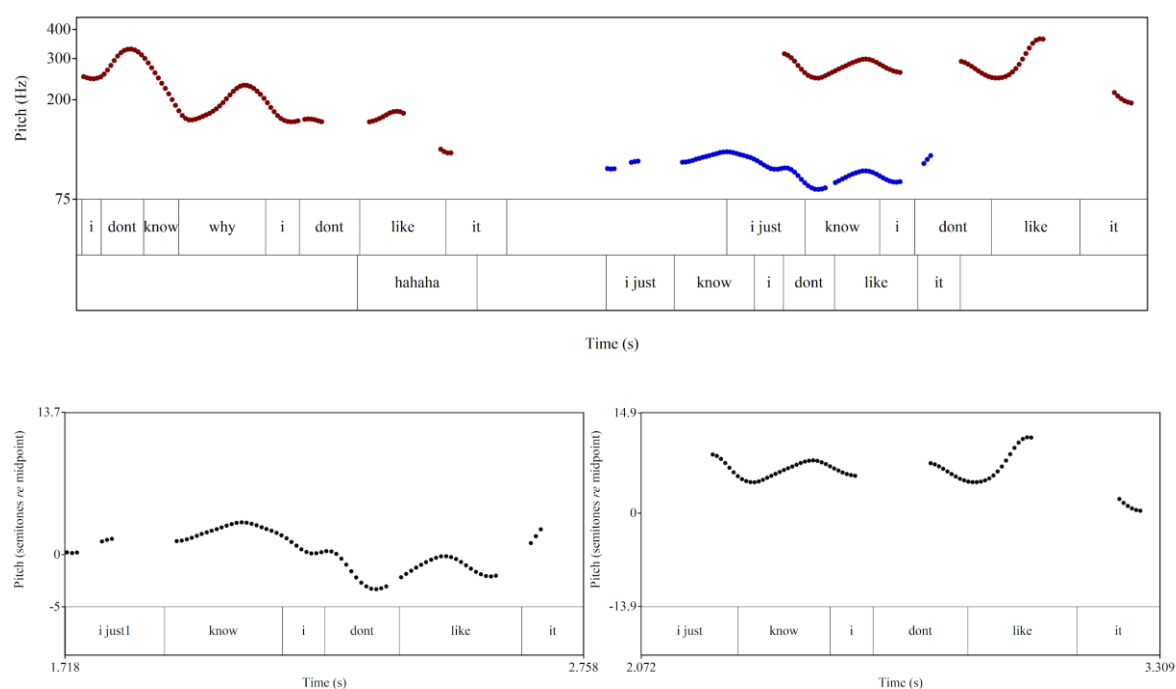 400
300
200
75
Pitch (Hz)
i dont know why i dont like it i just know i dont like it
hahaha i just know i dont like it
Time (s)
13.7
0
-5
Pitch (semitones re midpoint)
i just1 know i dont like it
1.718 2.758
Time (s)
14.9
0
-13.9
Pitch (semitones re midpoint)
i just know i dont like it
2.072 3.309
Time (s)